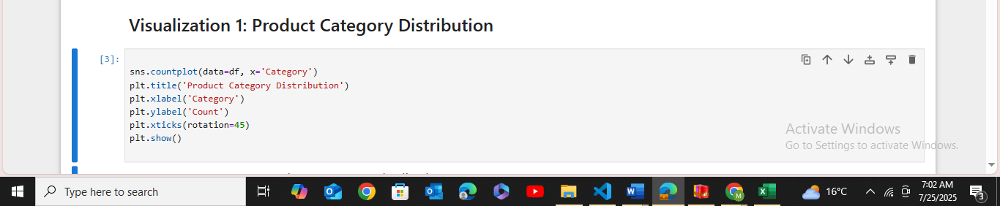 Visualization 1: Product Category Distribution
[3]:
sns.countplot(data=df, x='Category')
plt.title('Product Category Distribution')
plt.xlabel('Category')
plt.ylabel('Count')
plt.xticks(rotation=45)
plt.show()
Activate Windows
Go to Settings to activate Windows.
Type here to search
16°C
7:02 AM
7/25/2025
3